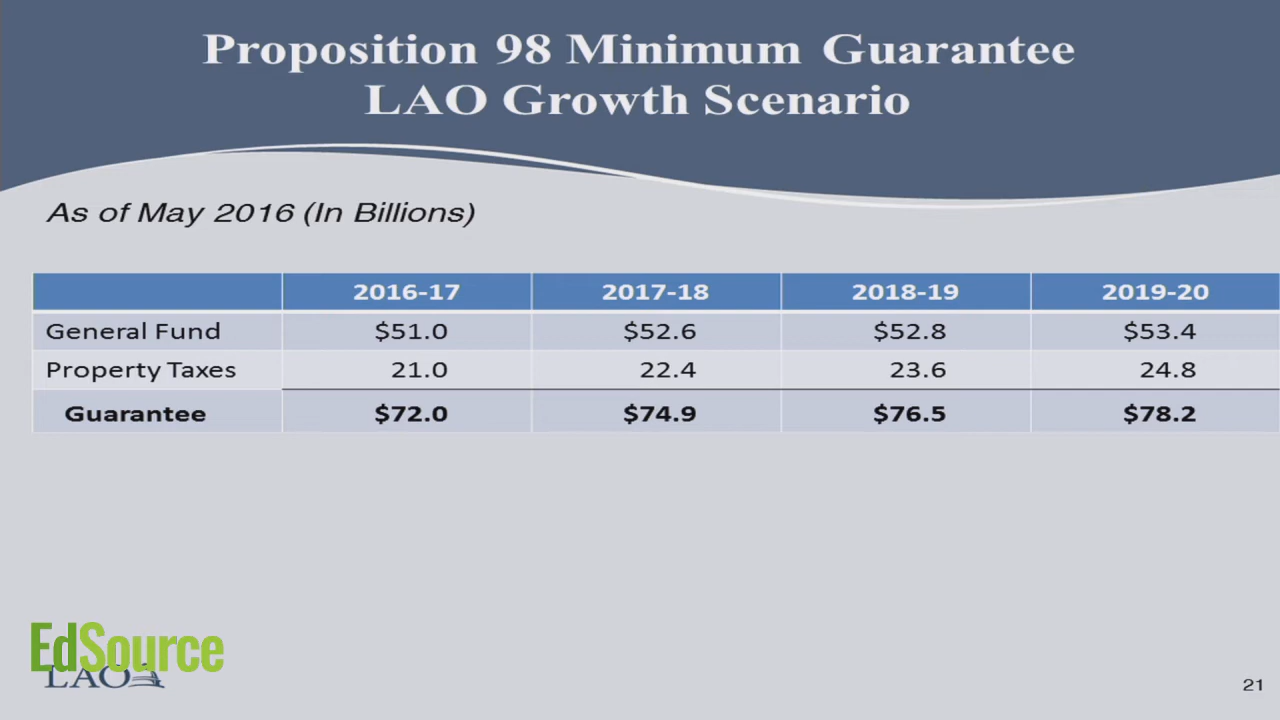 Proposition 98 Minimum Guarantee
LAO Growth Scenario
As of May 2016 (In Billions)
2016-17 2017-18 2018-19 2019-20
General Fund $51.0 $52.6 $52.8 $53.4
Property Taxes 21.0 22.4 23.6 24.8
Guarantee $72.0 $74.9 $76.5 $78.2
EdSource
LAO
21